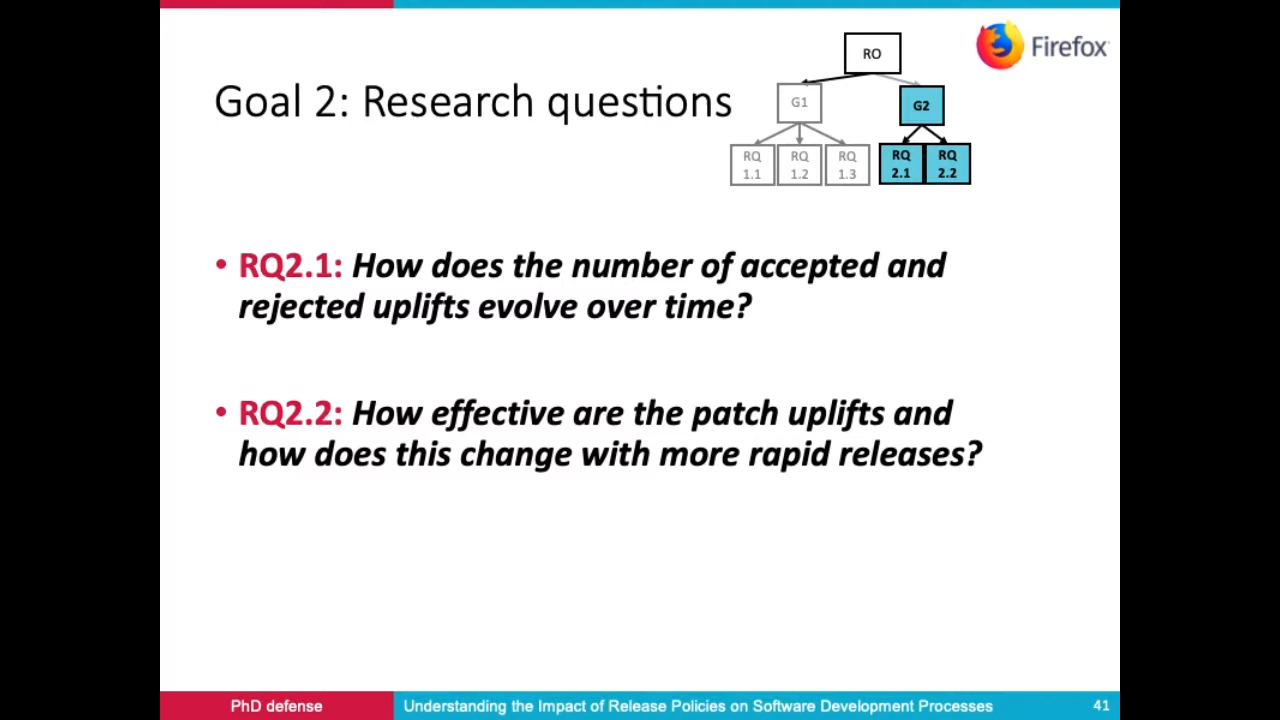 RO
Firefox
Goal 2: Research questions
G1
G2
RQ
1.1
RQ
1.2
RQ
1.3
RQ
2.1
RQ
2.2
• RQ2.1: How does the number of accepted and
rejected uplifts evolve over time?
• RQ2.2: How effective are the patch uplifts and
how does this change with more rapid releases?
PhD defense
Understanding the Impact of Release Policies on Software Development Processes
41